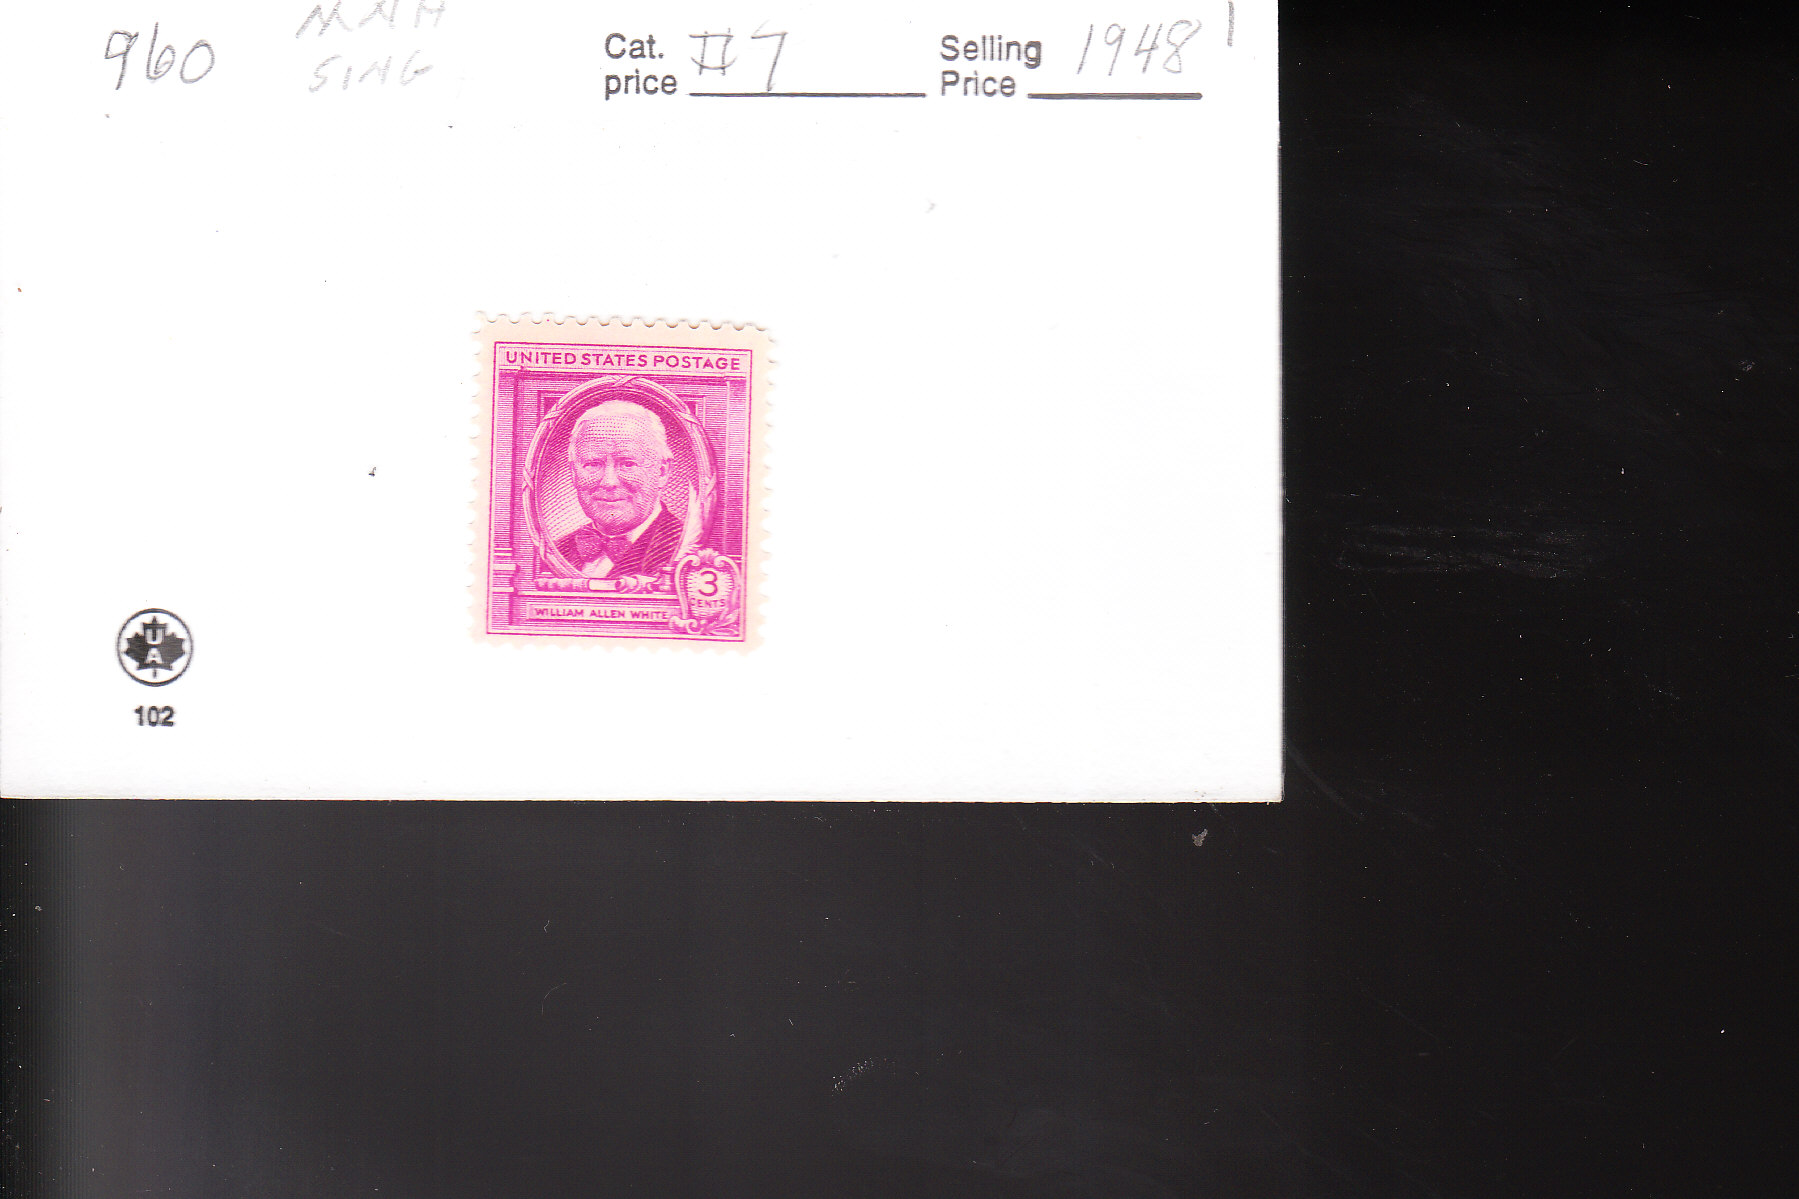 960 MNH
SING
Cat. price #7
Selling Price 1948
UNITED STATES POSTAGE
3
CENTS
WILLIAM ALLEN WHITE
U
A
102